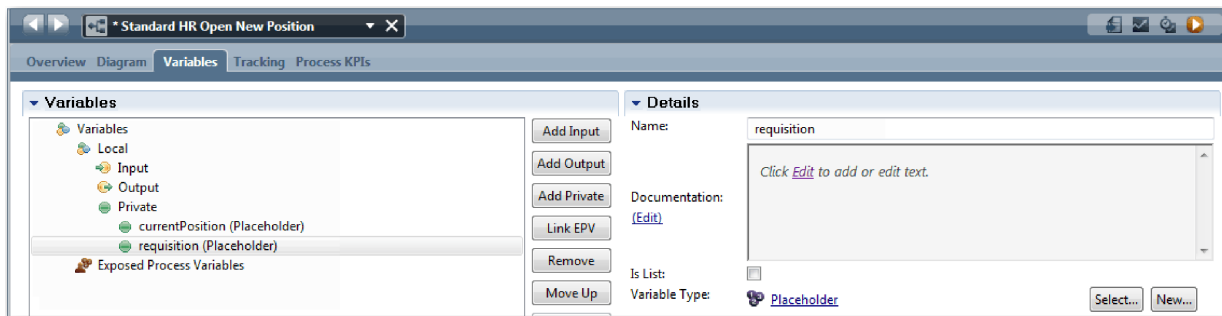 * Standard HR Open New Position
Overview Diagram Variables Tracking Process KPIs
Variables
Variables
Local
Input
Output
Private
currentPosition (Placeholder)
requisition (Placeholder)
Exposed Process Variables
Add Input
Add Output
Add Private
Link EPV
Remove
Move Up
Details
Name: requisition
Click Edit to add or edit text.
Documentation:
(Edit)
Is List:
Variable Type: Placeholder Select... New...